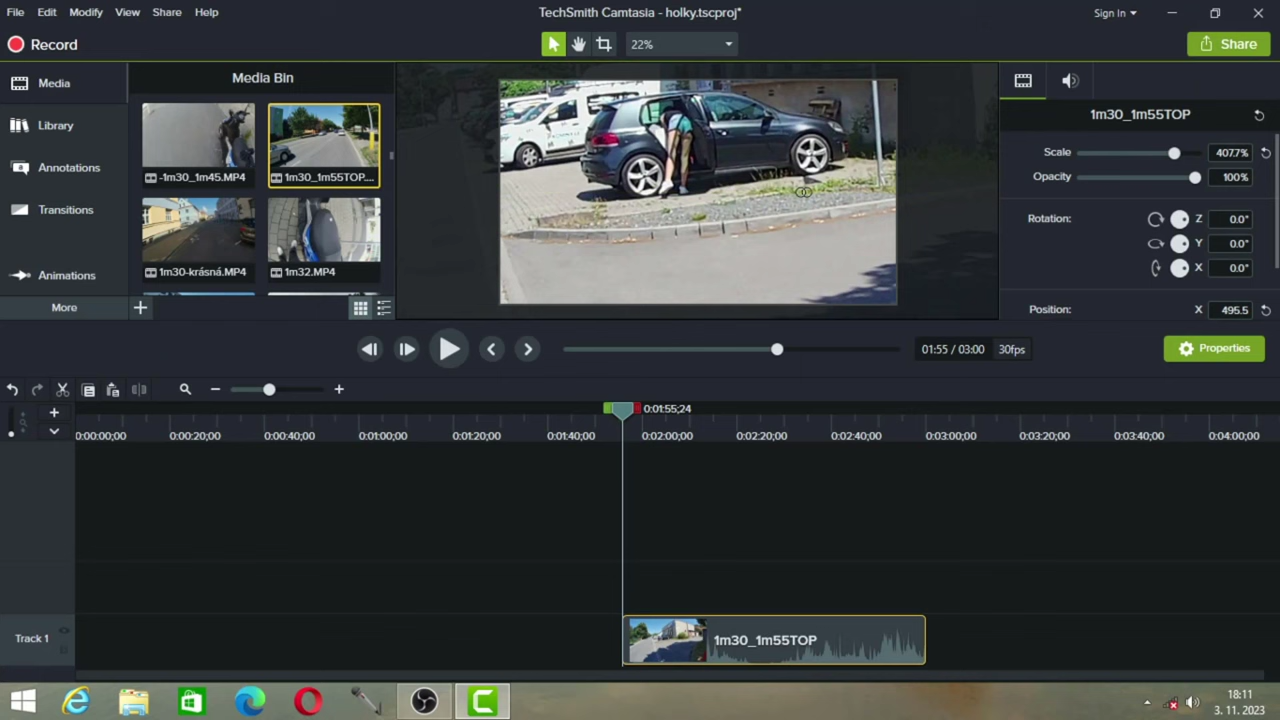 File Edit Modify View Share Help
TechSmith Camtasia - holky.tscproj*
Sign In
Record
22%
Share
Media
Library
Annotations
Transitions
Animations
More
Media Bin
-1m30_1m45.MP4
1m30_1m55TOP....
1m30-krásná.MP4
1m32.MP4
1m30_1m55TOP
Scale 407.7%
Opacity 100%
Rotation: Z 0.0°
Y 0.0°
X 0.0°
Position: X 495.5
01:55 / 03:00 30fps
Properties
0:01:55;24
0:00:00;00 0:00:20;00 0:00:40;00 0:01:00;00 0:01:20;00 0:01:40;00 0:02:00;00 0:02:20;00 0:02:40;00 0:03:00;00 0:03:20;00 0:03:40;00 0:04:00;00
Track 1
1m30_1m55TOP
18:11
3. 11. 2023